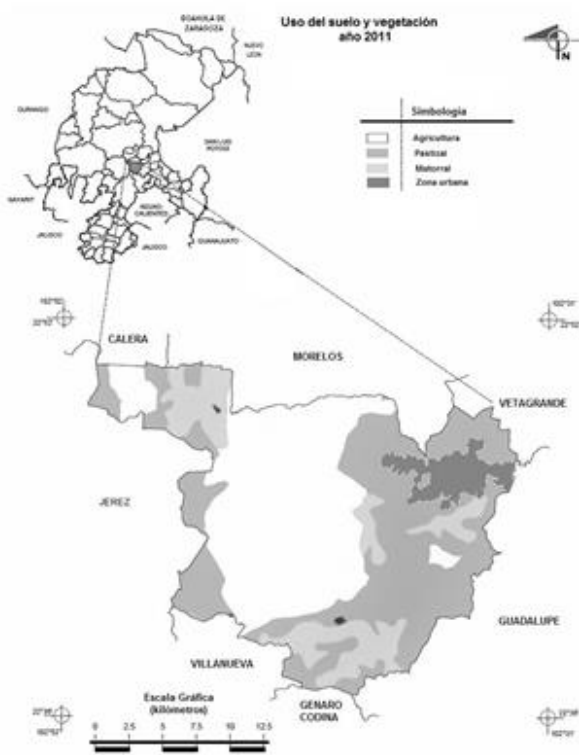 COAHUILA DE
ZARAGOZA
Uso del suelo y vegetación
año 2011
NUEVO
LEON
N
DURANGO
SAN LUIS
POTOSI
Simbología
Agricultura
Pastizal
Matorral
Zona urbana
NAYARIT
AGUAS-
CALIENTES
JALISCO
JALISCO
GUANAJUATO
CALERA
MORELOS
VETAGRANDE
JEREZ
GUADALUPE
VILLANUEVA
GENARO
CODINA
Escala Gráfica
(kilómetros)
0 2.5 5 7.5 10 12.5